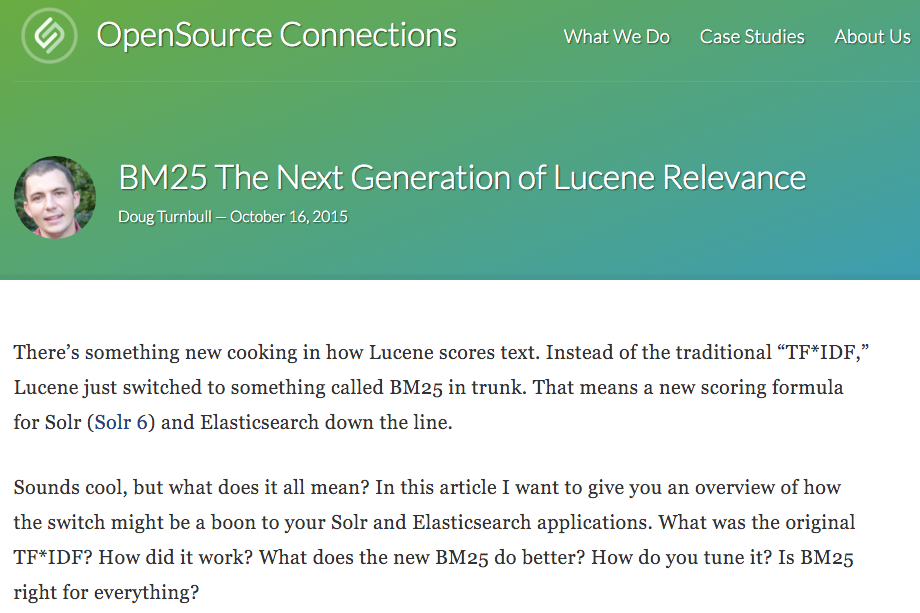 OpenSource Connections
What We Do
Case Studies
About Us
BM25 The Next Generation of Lucene Relevance
Doug Turnbull — October 16, 2015
There’s something new cooking in how Lucene scores text. Instead of the traditional “TF*IDF,”
Lucene just switched to something called BM25 in trunk. That means a new scoring formula
for Solr (Solr 6) and Elasticsearch down the line.
Sounds cool, but what does it all mean? In this article I want to give you an overview of how
the switch might be a boon to your Solr and Elasticsearch applications. What was the original
TF*IDF? How did it work? What does the new BM25 do better? How do you tune it? Is BM25
right for everything?